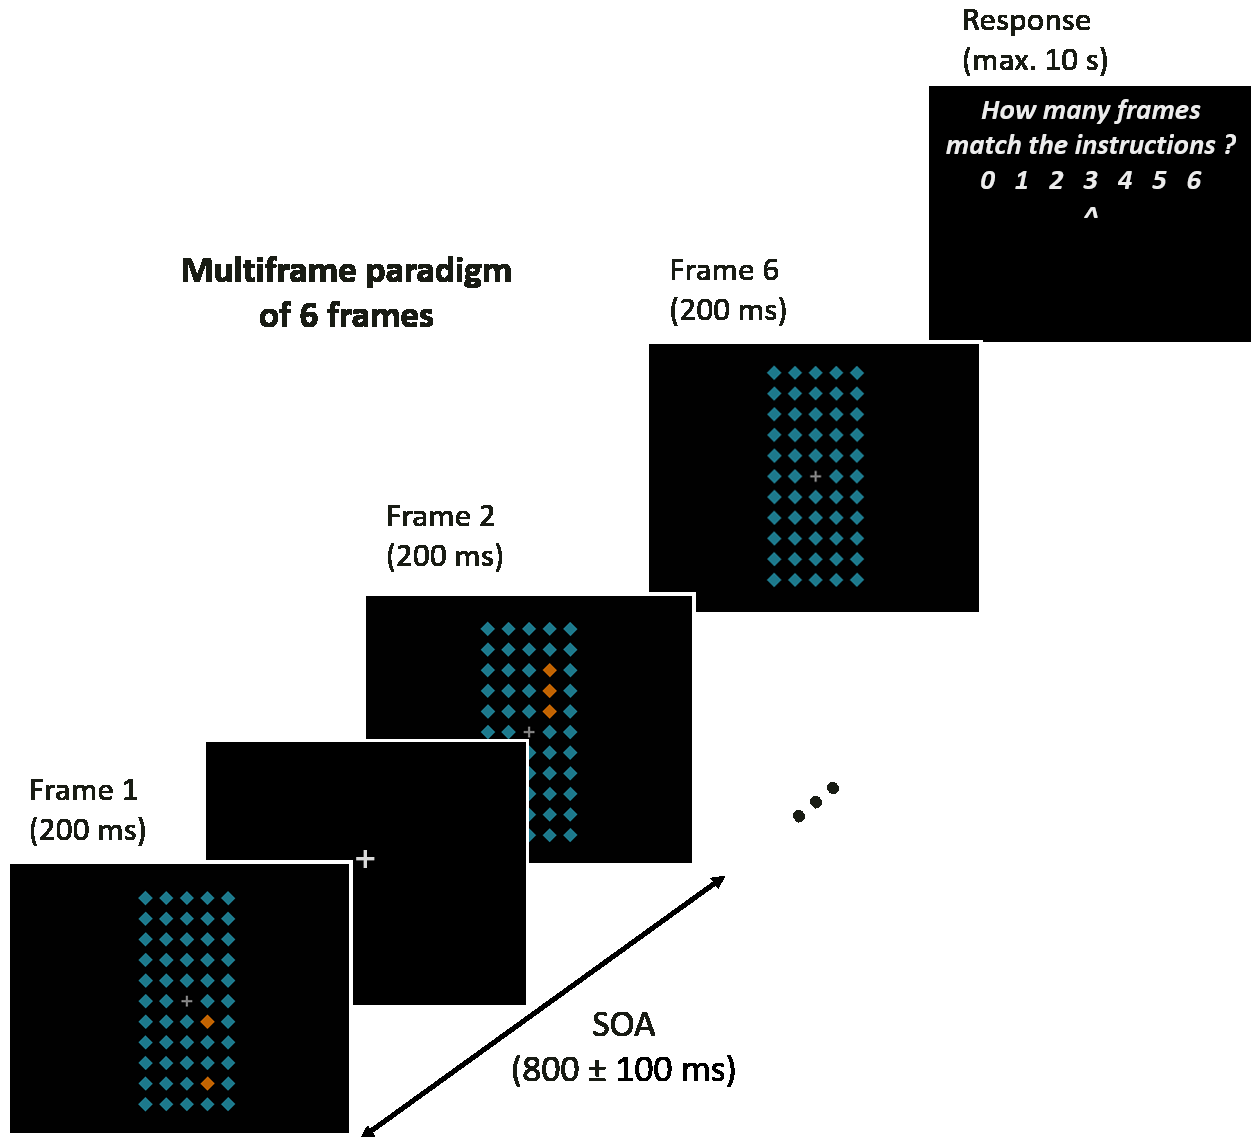 Response
(max. 10 s)
How many frames
match the instructions ?
0 1 2 3 4 5 6
^
Multiframe paradigm
of 6 frames
Frame 6
(200 ms)
Frame 2
(200 ms)
Frame 1
(200 ms)
SOA
(800 ± 100 ms)